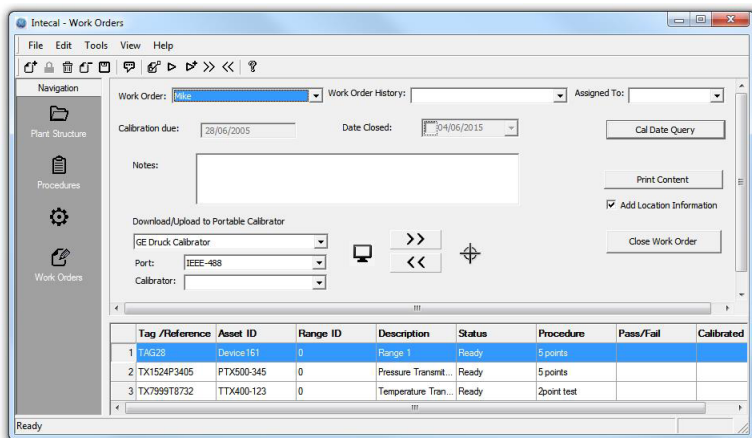 Intecal - Work Orders
File Edit Tools View Help
Navigation
Plant Structure
Procedures
Work Orders
Work Order: Mike Work Order History: Assigned To:
Calibration due: 28/06/2005 Date Closed: 04/06/2015 Cal Date Query
Notes:
Print Content
Add Location Information
Download/Upload to Portable Calibrator
GE Druck Calibrator >> Close Work Order
Port: IEEE-488 <<
Calibrator:
Tag /Reference Asset ID Range ID Description Status Procedure Pass/Fail Calibrated
1 TAG28 Device161 0 Range 1 Ready 5 points
2 TX1524P3405 PTX500-345 0 Pressure Transmit... Ready 5 points
3 TX7999T8732 TTX400-123 0 Temperature Tran... Ready 2point test
Ready